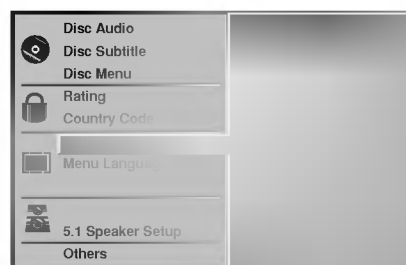 Disc Audio
Disc Subtitle
Disc Menu
Rating
Country Code
Menu Language
5.1 Speaker Setup
Others